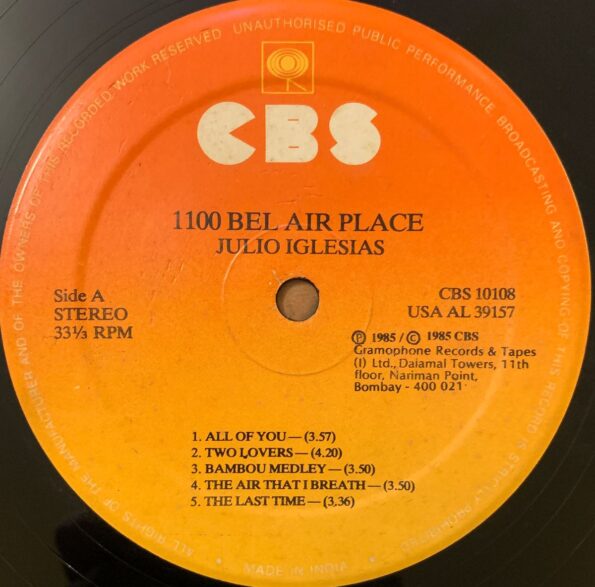 ALL RIGHTS OF THE MANUFACTURER AND OF THE OWNERS OF THIS RECORDED WORK RESERVED UNAUTHORISED PUBLIC PERFORMANCE BROADCASTING AND COPYING OF THIS RECORD IS STRICTLY PROHIBITED
CBS
1100 BEL AIR PLACE
JULIO IGLESIAS
Side A
STEREO
33⅓ RPM
CBS 10108
USA AL 39157
Ⓟ 1985 / Ⓒ 1985 CBS
Gramophone Records & Tapes
(I) Ltd., Dalamal Towers, 11th
floor, Nariman Point,
Bombay - 400 021
1. ALL OF YOU — (3.57)
2. TWO LOVERS — (4.20)
3. BAMBOU MEDLEY — (3.50)
4. THE AIR THAT I BREATH — (3.50)
5. THE LAST TIME — (3,36)
MADE IN INDIA